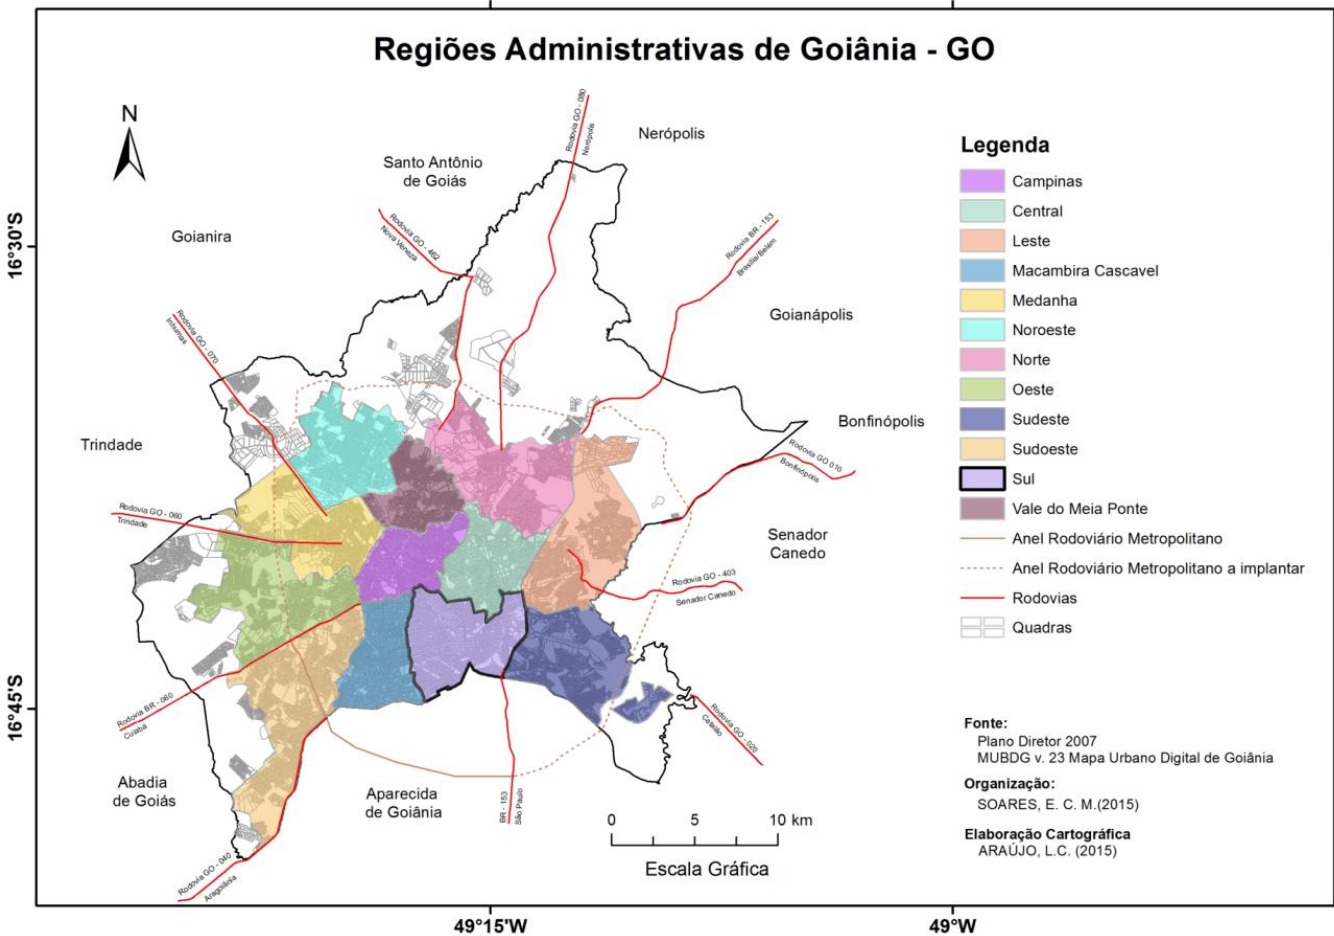 Regiões Administrativas de Goiânia - GO
N
Rodovia GO - 080
Nerópolis
Nerópolis
Santo Antônio
de Goiás
Rodovia GO - 462
Nova Veneza
Goianira
Rodovia BR - 153
Brasília/Belém
16°30'S
Goianápolis
Rodovia GO - 070
Inhumas
Bonfinópolis
Trindade
Rodovia GO 010
Bonfinópolis
Rodovia GO - 060
Trindade
Senador
Canedo
Rodovia GO - 403
Senador Canedo
16°45'S
Rodovia BR - 060
Cuiabá
Rodovia GO - 020
Catalão
Abadia
de Goiás
Aparecida
de Goiânia
BR - 153
São Paulo
Rodovia GO - 040
Aragoiânia
0 5 10 km
Escala Gráfica
Legenda
Campinas
Central
Leste
Macambira Cascavel
Medanha
Noroeste
Norte
Oeste
Sudeste
Sudoeste
Sul
Vale do Meia Ponte
Anel Rodoviário Metropolitano
Anel Rodoviário Metropolitano a implantar
Rodovias
Quadras
Fonte:
Plano Diretor 2007
MUBDG v. 23 Mapa Urbano Digital de Goiânia
Organização:
SOARES, E. C. M.(2015)
Elaboração Cartográfica
ARAÚJO, L.C. (2015)
49°15'W
49°W